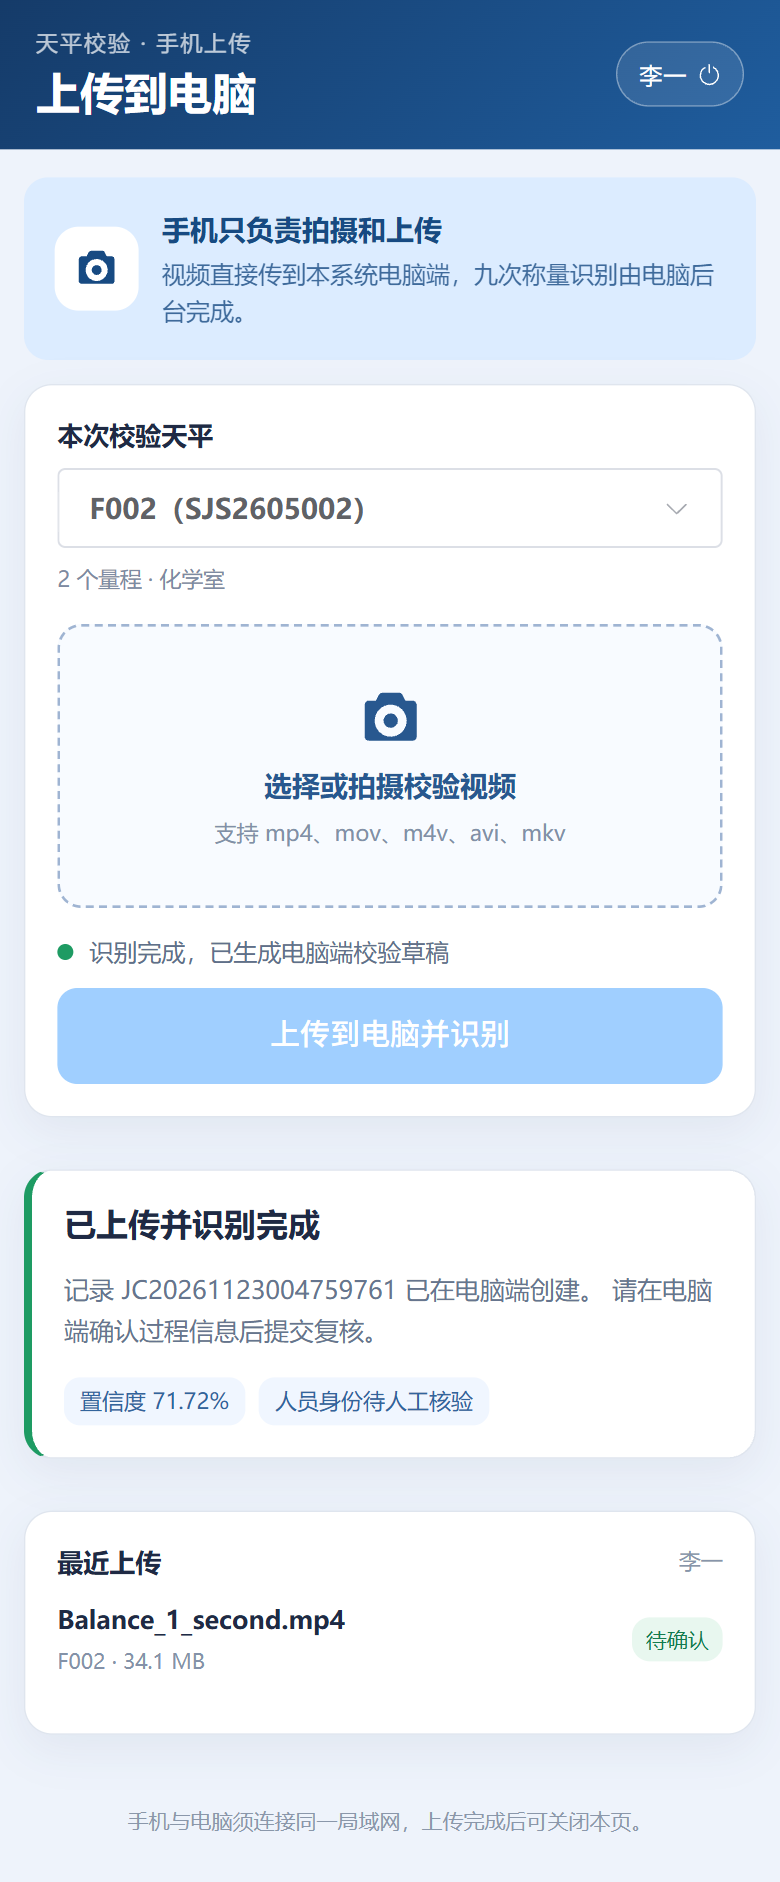 天平校验 · 手机上传
上传到电脑
李一
手机只负责拍摄和上传
视频直接传到本系统电脑端，九次称量识别由电脑后
台完成。
本次校验天平
F002（SJS2605002）
2 个量程 · 化学室
选择或拍摄校验视频
支持 mp4、mov、m4v、avi、mkv
识别完成，已生成电脑端校验草稿
上传到电脑并识别
已上传并识别完成
记录 JC20261123004759761 已在电脑端创建。 请在电脑
端确认过程信息后提交复核。
置信度 71.72%
人员身份待人工核验
最近上传
李一
Balance_1_second.mp4
F002 · 34.1 MB
待确认
手机与电脑须连接同一局域网，上传完成后可关闭本页。